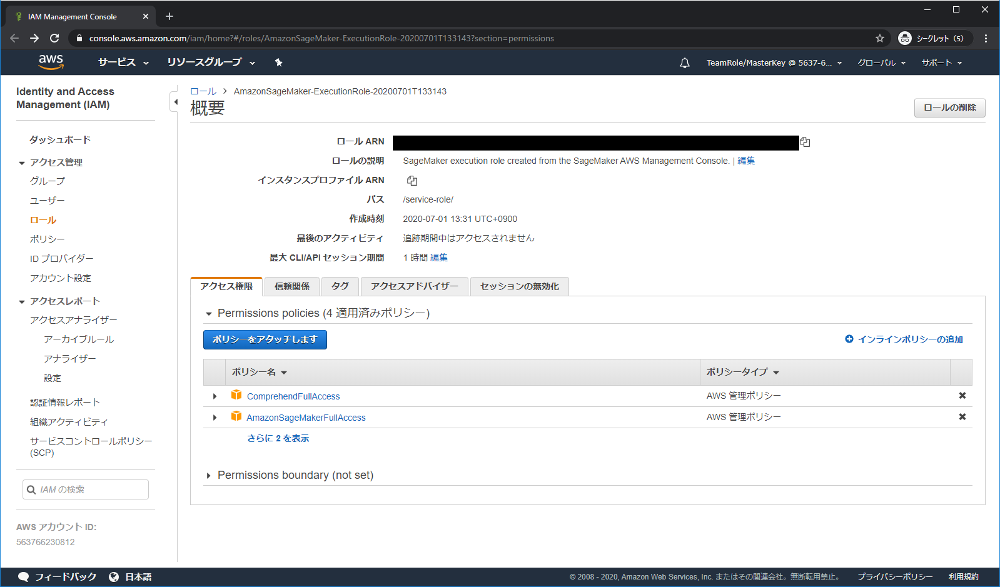 IAM Management Console
console.aws.amazon.com/iam/home?#/roles/AmazonSageMaker-ExecutionRole-20200701T133143?section=permissions
シークレット (5)
aws サービス リソースグループ TeamRole/MasterKey @ 5637-6... グローバル サポート
Identity and Access
Management (IAM)
ダッシュボード
アクセス管理
グループ
ユーザー
ロール
ポリシー
ID プロバイダー
アカウント設定
アクセスレポート
アクセスアナライザー
アーカイブルール
アナライザー
設定
認証情報レポート
組織アクティビティ
サービスコントロールポリシー
(SCP)
IAM の検索
AWS アカウント ID:
563766230812
ロール > AmazonSageMaker-ExecutionRole-20200701T133143
概要
ロールの削除
ロール ARN
ロールの説明 SageMaker execution role created from the SageMaker AWS Management Console. | 編集
インスタンスプロファイル ARN
パス /service-role/
作成時刻 2020-07-01 13:31 UTC+0900
最後のアクティビティ 追跡期間中はアクセスされません
最大 CLI/API セッション期間 1 時間 編集
アクセス権限 信頼関係 タグ アクセスアドバイザー セッションの無効化
Permissions policies (4 適用済みポリシー)
ポリシーをアタッチします インラインポリシーの追加
ポリシー名 ポリシータイプ
ComprehendFullAccess AWS 管理ポリシー
AmazonSageMakerFullAccess AWS 管理ポリシー
さらに 2 を表示
Permissions boundary (not set)
フィードバック 日本語 © 2008 - 2020, Amazon Web Services, Inc. またはその関連会社。無断転用禁止。 プライバシーポリシー 利用規約